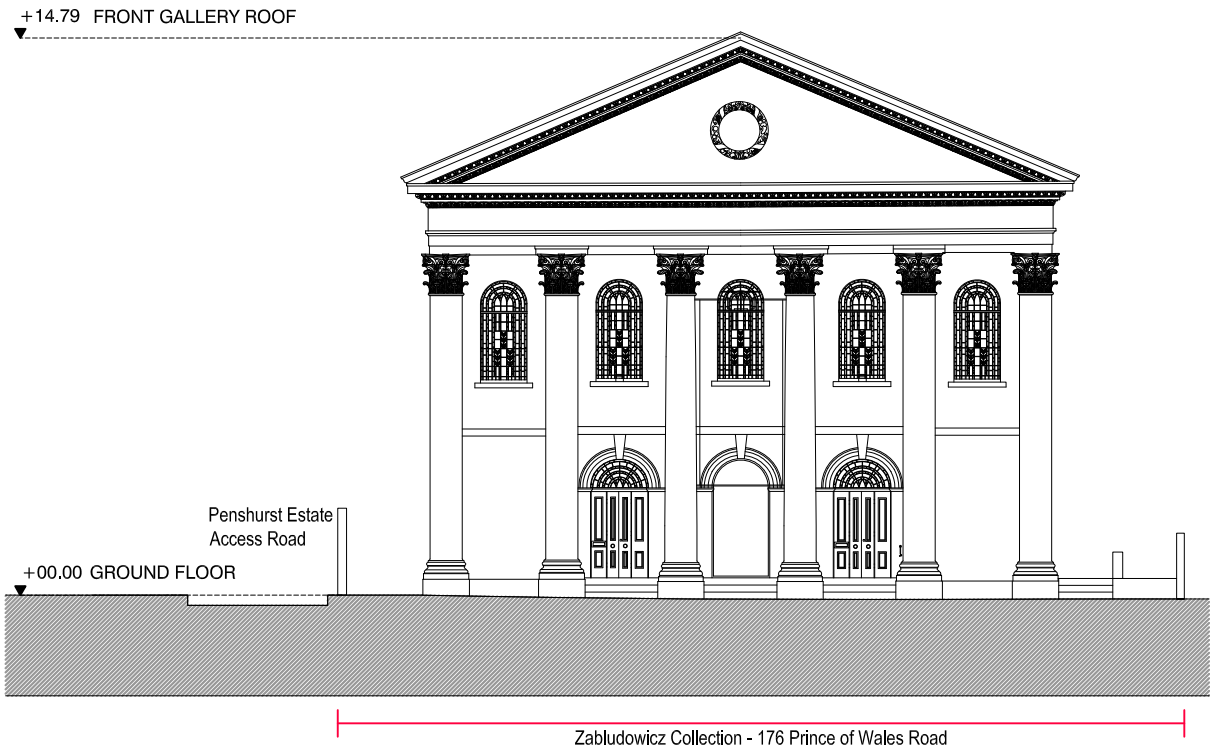 +14.79 FRONT GALLERY ROOF
Penshurst Estate
Access Road
+00.00 GROUND FLOOR
Zabludowicz Collection - 176 Prince of Wales Road